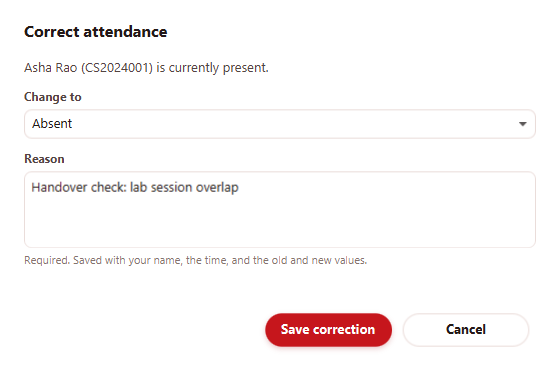 Correct attendance
Asha Rao (CS2024001) is currently present.
Change to
Absent
Reason
Handover check: lab session overlap
Required. Saved with your name, the time, and the old and new values.
Save correction
Cancel